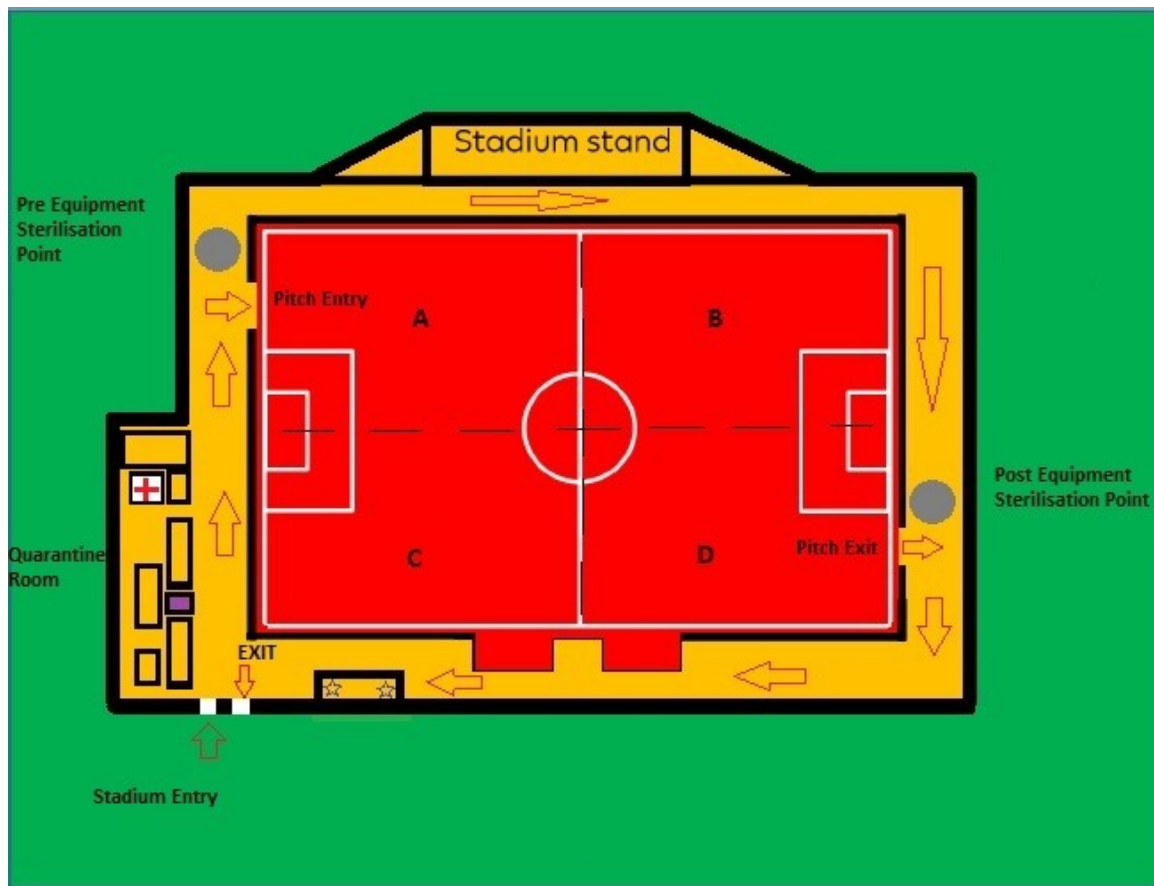 Stadium stand
Pre Equipment
Sterilisation
Point
Pitch Entry
A
B
Post Equipment
Sterilisation Point
Quarantine
Room
C
D
Pitch Exit
EXIT
Stadium Entry